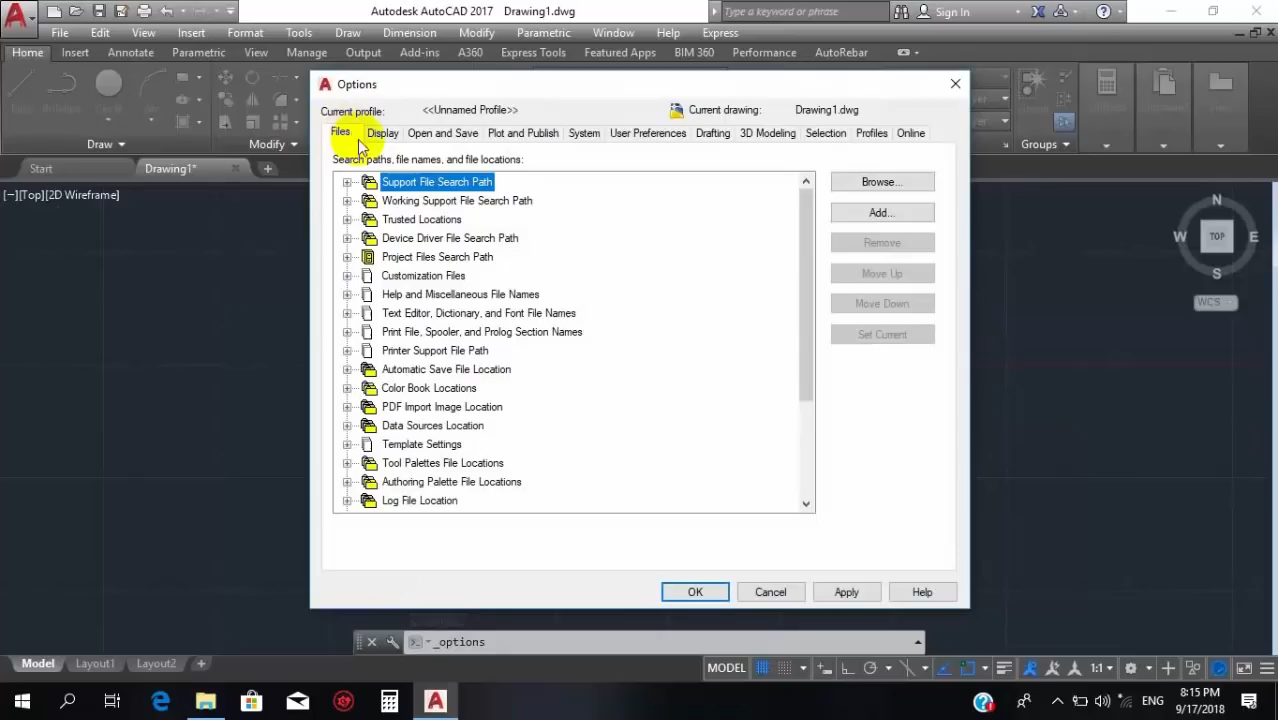 Autodesk AutoCAD 2017 Drawing1.dwg
Type a keyword or phrase
Sign In
File Edit View Insert Format Tools Draw Dimension Modify Parametric Window Help Express
Home Insert Annotate Parametric View Manage Output Add-ins A360 Express Tools Featured Apps BIM 360 Performance AutoRebar
Draw
Modify
Groups
Start
Drawing1*
[−][Top][2D Wireframe]
Options
Current profile: <<Unnamed Profile>> Current drawing: Drawing1.dwg
Files Display Open and Save Plot and Publish System User Preferences Drafting 3D Modeling Selection Profiles Online
Search paths, file names, and file locations:
Support File Search Path
Working Support File Search Path
Trusted Locations
Device Driver File Search Path
Project Files Search Path
Customization Files
Help and Miscellaneous File Names
Text Editor, Dictionary, and Font File Names
Print File, Spooler, and Prolog Section Names
Printer Support File Path
Automatic Save File Location
Color Book Locations
PDF Import Image Location
Data Sources Location
Template Settings
Tool Palettes File Locations
Authoring Palette File Locations
Log File Location
Browse...
Add...
Remove
Move Up
Move Down
Set Current
OK Cancel Apply Help
N
W TOP E
S
WCS
_options
Model Layout1 Layout2
MODEL 1:1
ENG
8:15 PM
9/17/2018